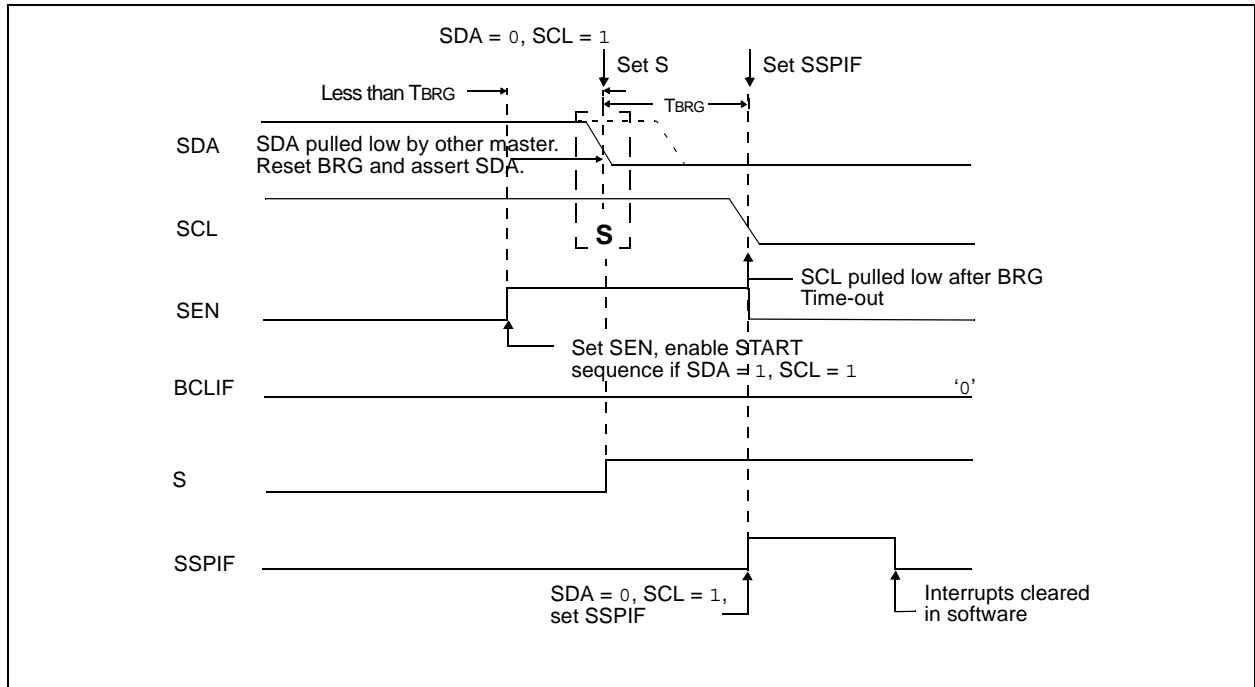 SDA = 0, SCL = 1
Set S
Set SSPIF
Less than TBRG
TBRG
SDA
SDA pulled low by other master.
Reset BRG and assert SDA.
SCL
S
SCL pulled low after BRG
Time-out
SEN
Set SEN, enable START
sequence if SDA = 1, SCL = 1
BCLIF
‘0’
S
SSPIF
SDA = 0, SCL = 1,
set SSPIF
Interrupts cleared
in software